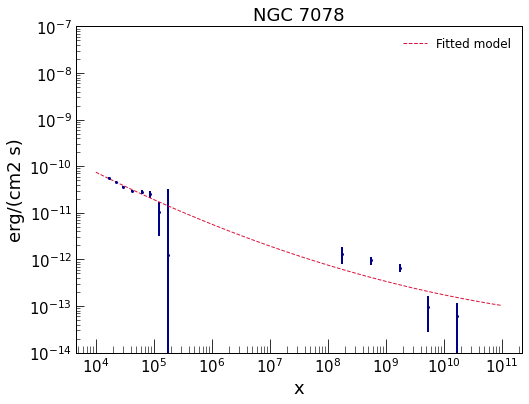 NGC 7078
Fitted model
erg/(cm2 s)
10⁻⁷
10⁻⁸
10⁻⁹
10⁻¹⁰
10⁻¹¹
10⁻¹²
10⁻¹³
10⁻¹⁴
10⁴ 10⁵ 10⁶ 10⁷ 10⁸ 10⁹ 10¹⁰ 10¹¹
x